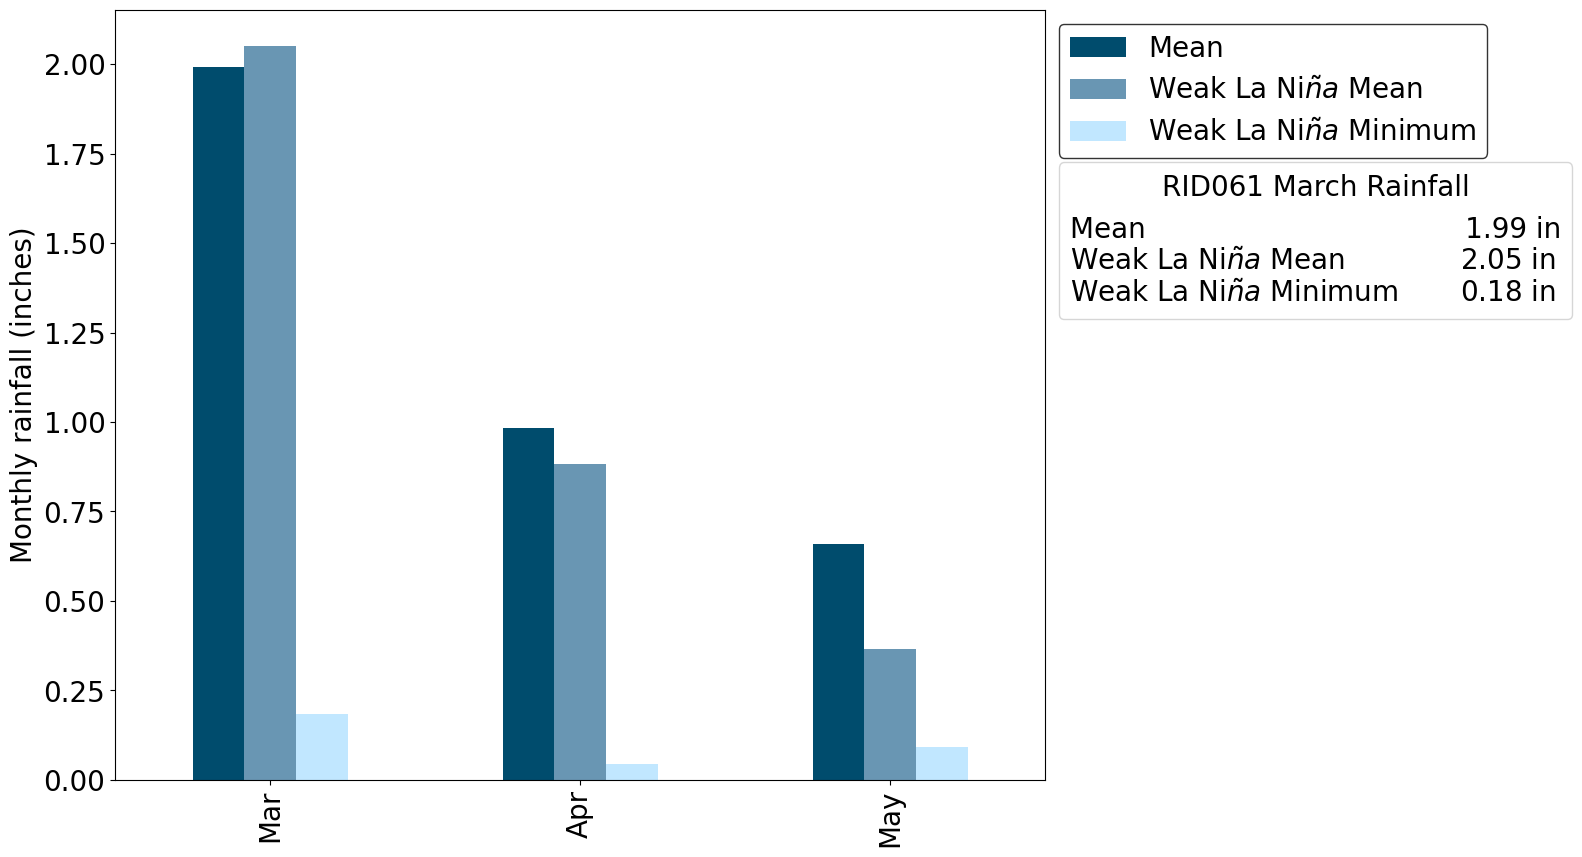 Monthly rainfall (inches)
2.00
1.75
1.50
1.25
1.00
0.75
0.50
0.25
0.00
Mar
Apr
May
Mean
Weak La Niña Mean
Weak La Niña Minimum
RID061 March Rainfall
Mean 1.99 in
Weak La Niña Mean 2.05 in
Weak La Niña Minimum 0.18 in